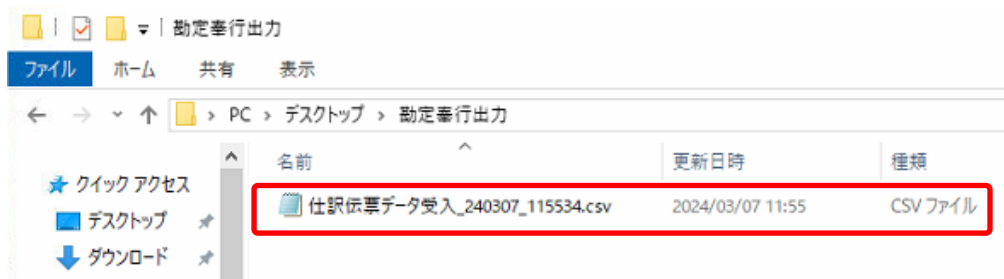 勘定奉行出力
ファイル ホーム 共有 表示
PC > デスクトップ > 勘定奉行出力
名前 更新日時 種類
クイック アクセス
仕訳伝票データ受入_240307_115534.csv 2024/03/07 11:55 CSV ファイル
デスクトップ
ダウンロード